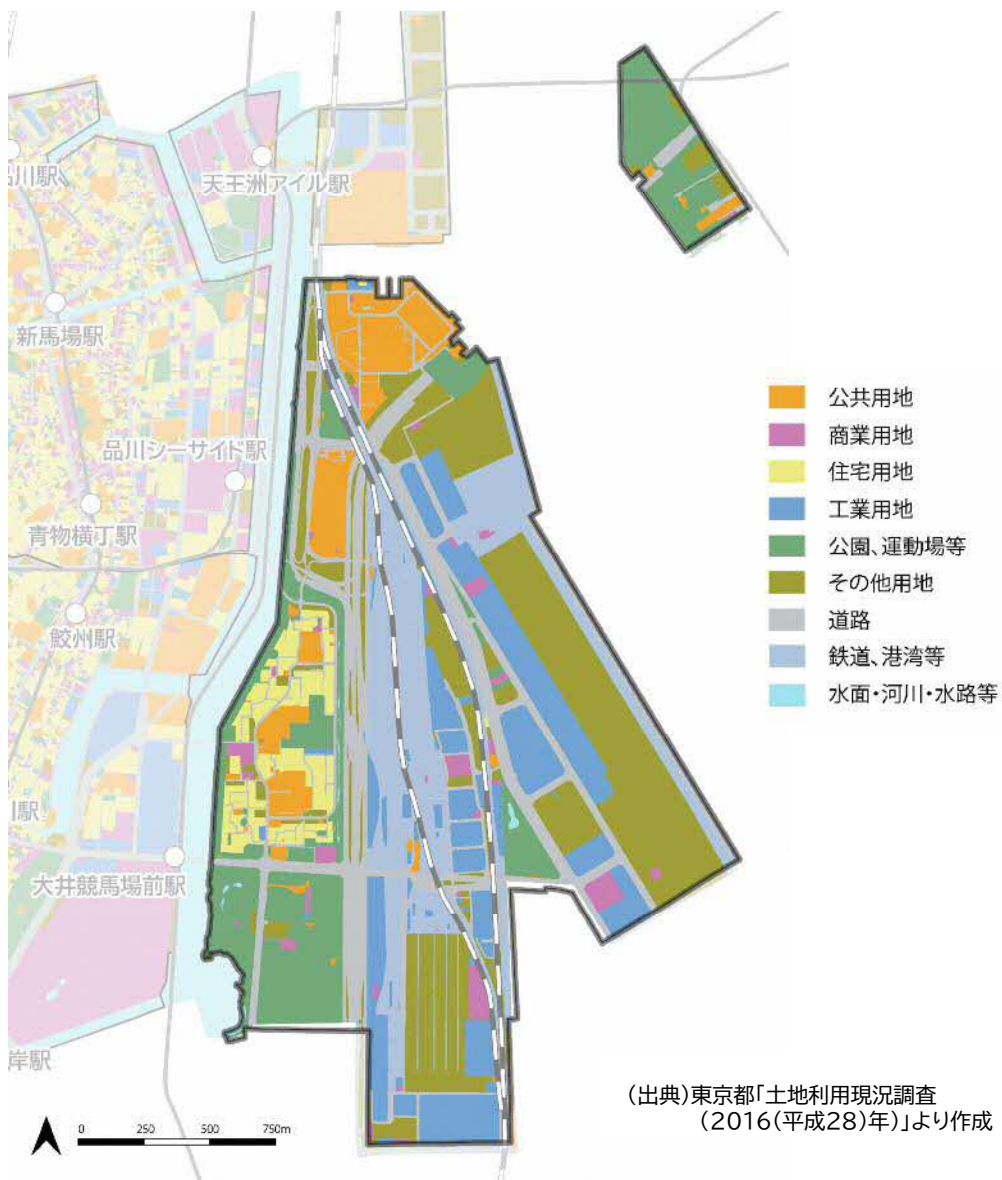 品川駅
天王洲アイル駅
新馬場駅
品川シーサイド駅
青物横丁駅
鮫洲駅
川駅
大井競馬場前駅
岸駅
公共用地
商業用地
住宅用地
工業用地
公園、運動場等
その他用地
道路
鉄道、港湾等
水面・河川・水路等
0 250 500 750m
(出典)東京都「土地利用現況調査
(2016(平成28)年)」より作成